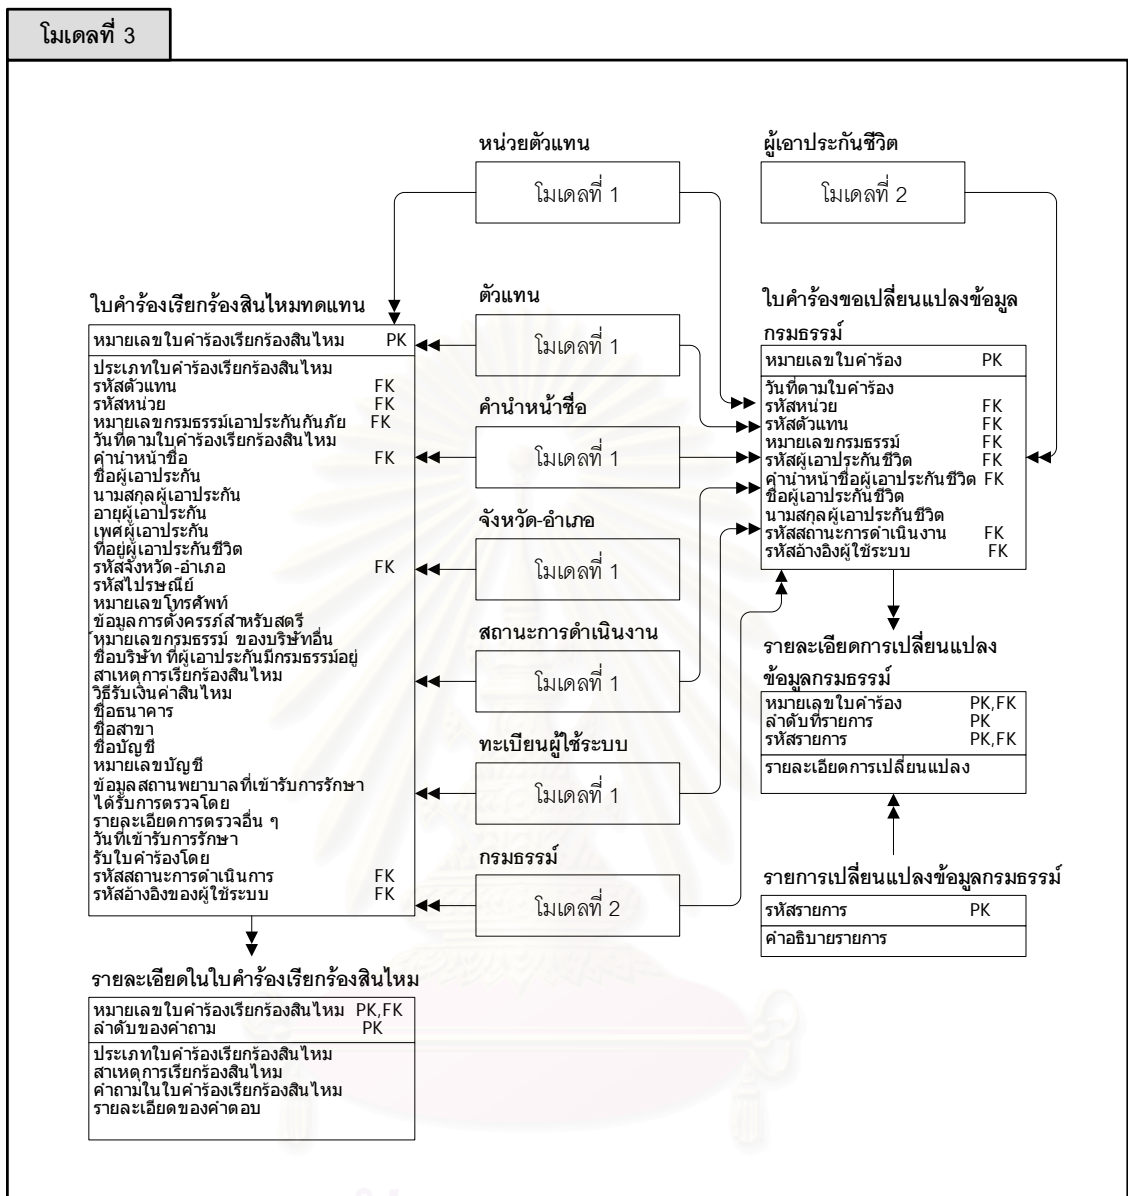 โมเดลที่ 3
หน่วยตัวแทน
โมเดลที่ 1
ผู้เอาประกันชีวิต
โมเดลที่ 2
ใบคำร้องเรียกร้องสินไหมทดแทน
หมายเลขใบคำร้องเรียกร้องสินไหม PK
ประเภทใบคำร้องเรียกร้องสินไหม
รหัสตัวแทน FK
รหัสหน่วย FK
หมายเลขกรมธรรม์เอาประกันกันภัย FK
วันที่ตามใบคำร้องเรียกร้องสินไหม
คำนำหน้าชื่อ FK
ชื่อผู้เอาประกัน
นามสกุลผู้เอาประกัน
อายุผู้เอาประกัน
เพศผู้เอาประกัน
ที่อยู่ผู้เอาประกันชีวิต
รหัสจังหวัด-อำเภอ FK
รหัสไปรษณีย์
หมายเลขโทรศัพท์
ข้อมูลการตั้งครรภ์สำหรับสตรี
หมายเลขกรมธรรม์ ของบริษัทอื่น
ชื่อบริษัท ที่ผู้เอาประกันมีกรมธรรม์อยู่
สาเหตุการเรียกร้องสินไหม
วิธีรับเงินค่าสินไหม
ชื่อธนาคาร
ชื่อสาขา
ชื่อบัญชี
หมายเลขบัญชี
ข้อมูลสถานพยาบาลที่เข้ารับการรักษา
ได้รับการตรวจโดย
รายละเอียดการตรวจอื่น ๆ
วันที่เข้ารับการรักษา
รับใบคำร้องโดย
รหัสสถานะการดำเนินการ FK
รหัสอ้างอิงของผู้ใช้ระบบ FK
ตัวแทน
โมเดลที่ 1
คำนำหน้าชื่อ
โมเดลที่ 1
จังหวัด-อำเภอ
โมเดลที่ 1
สถานะการดำเนินงาน
โมเดลที่ 1
ทะเบียนผู้ใช้ระบบ
โมเดลที่ 1
กรมธรรม์
โมเดลที่ 2
ใบคำร้องขอเปลี่ยนแปลงข้อมูล
กรมธรรม์
หมายเลขใบคำร้อง PK
วันที่ตามใบคำร้อง
รหัสหน่วย FK
รหัสตัวแทน FK
หมายเลขกรมธรรม์ FK
รหัสผู้เอาประกันชีวิต FK
คำนำหน้าชื่อผู้เอาประกันชีวิต FK
ชื่อผู้เอาประกันชีวิต
นามสกุลผู้เอาประกันชีวิต
รหัสสถานะการดำเนินงาน FK
รหัสอ้างอิงผู้ใช้ระบบ FK
รายละเอียดการเปลี่ยนแปลง
ข้อมูลกรมธรรม์
หมายเลขใบคำร้อง PK,FK
ลำดับที่รายการ PK
รหัสรายการ PK,FK
รายละเอียดการเปลี่ยนแปลง
รายการเปลี่ยนแปลงข้อมูลกรมธรรม์
รหัสรายการ PK
คำอธิบายรายการ
รายละเอียดในใบคำร้องเรียกร้องสินไหม
หมายเลขใบคำร้องเรียกร้องสินไหม PK,FK
ลำดับของคำถาม PK
ประเภทใบคำร้องเรียกร้องสินไหม
สาเหตุการเรียกร้องสินไหม
คำถามในใบคำร้องเรียกร้องสินไหม
รายละเอียดของคำตอบ